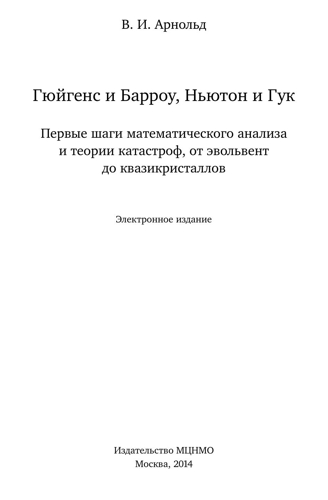 В. И. Арнольд
Гюйгенс и Барроу, Ньютон и Гук
Первые шаги математического анализа
и теории катастроф, от эвольвент
до квазикристаллов
Электронное издание
Издательство МЦНМО
Москва, 2014